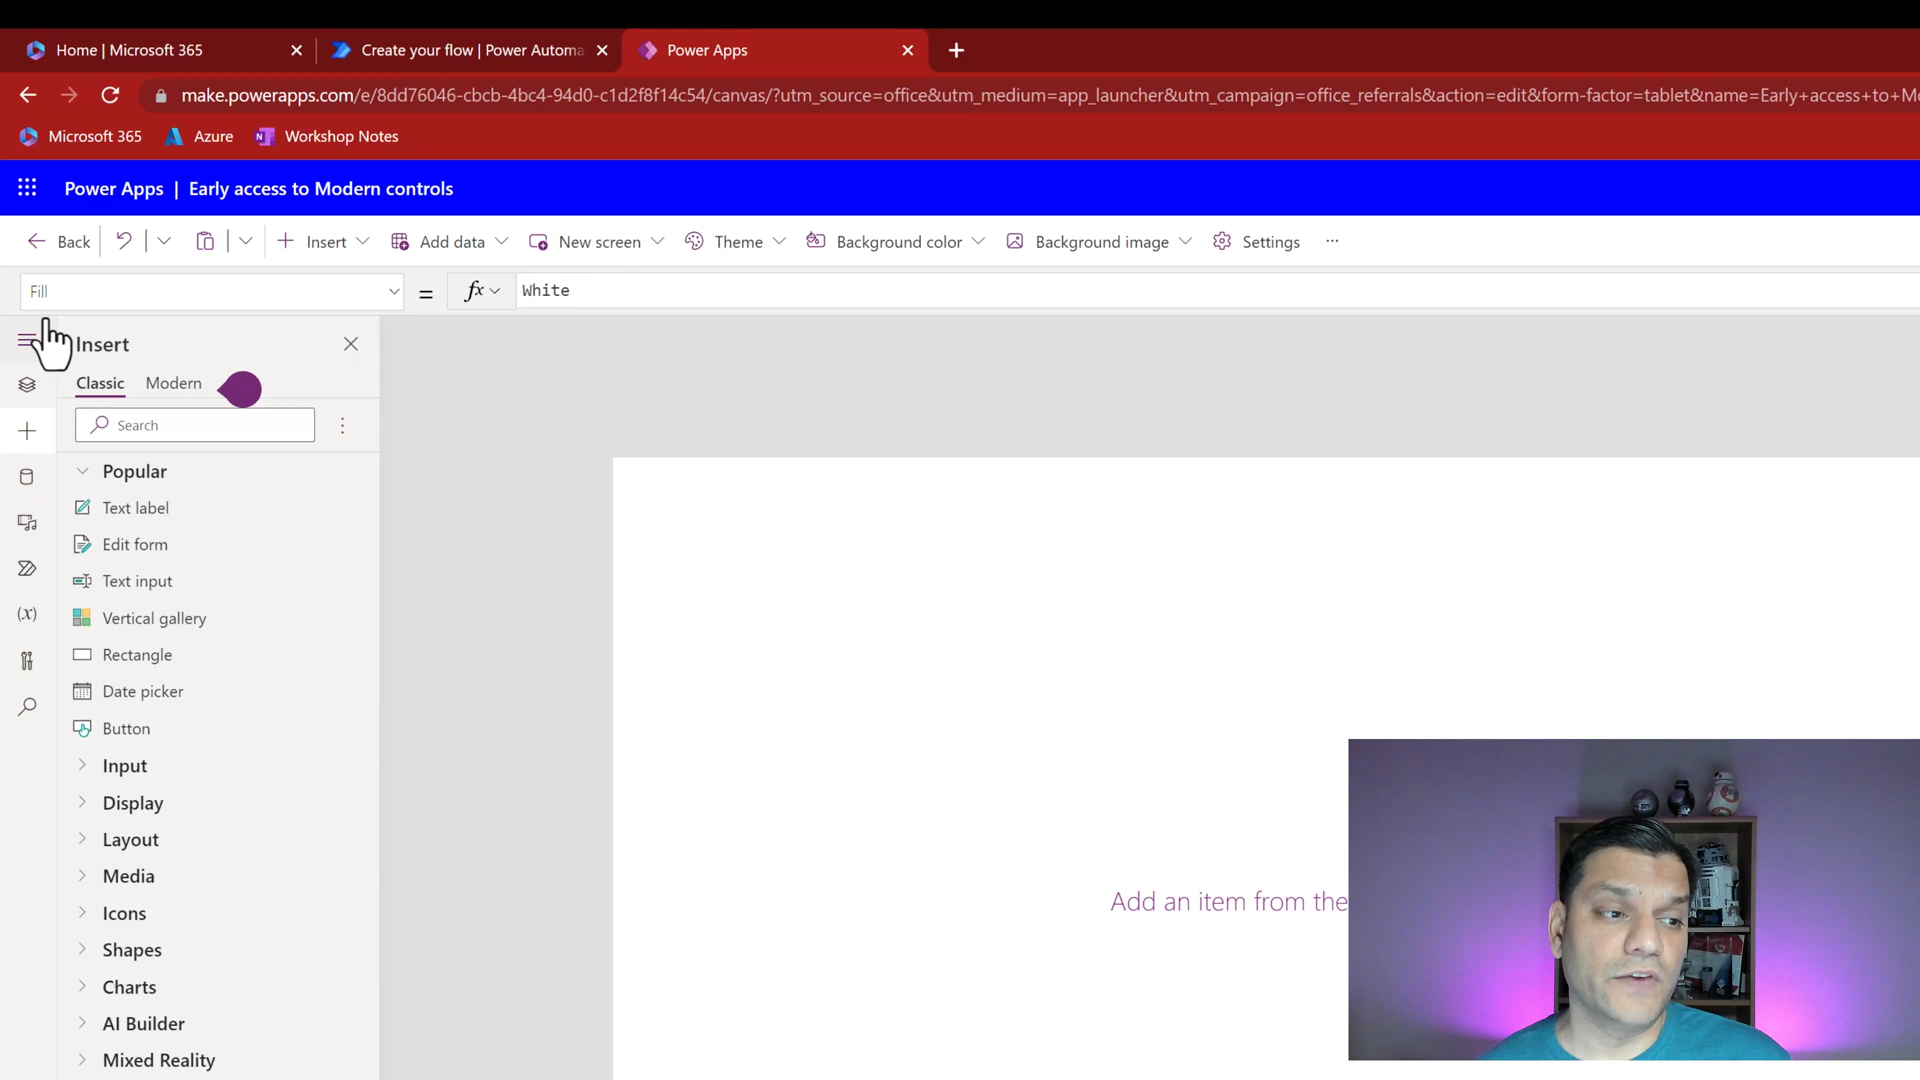 Home | Microsoft 365
Create your flow | Power Automa
Power Apps
make.powerapps.com/e/8dd76046-cbcb-4bc4-94d0-c1d2f8f14c54/canvas/?utm_source=office&utm_medium=app_launcher&utm_campaign=office_referrals&action=edit&form-factor=tablet&name=Early+access+to+Mo
Microsoft 365
Azure
Workshop Notes
Power Apps | Early access to Modern controls
Back
Insert
Add data
New screen
Theme
Background color
Background image
Settings
Fill
=
fx
White
Insert
Classic
Modern
Search
Popular
Text label
Edit form
Text input
Vertical gallery
Rectangle
Date picker
Button
Input
Display
Layout
Media
Icons
Shapes
Charts
AI Builder
Mixed Reality
(x)
Add an item from the